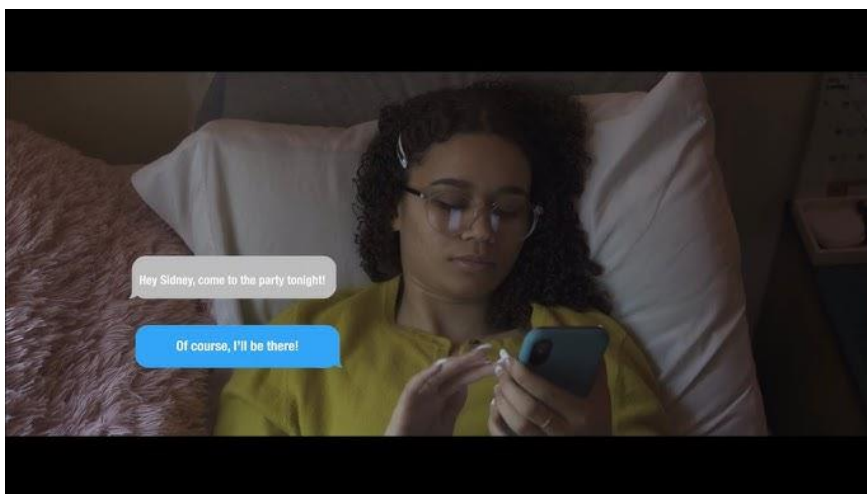 Hey Sidney, come to the party tonight!
Of course, I'll be there!